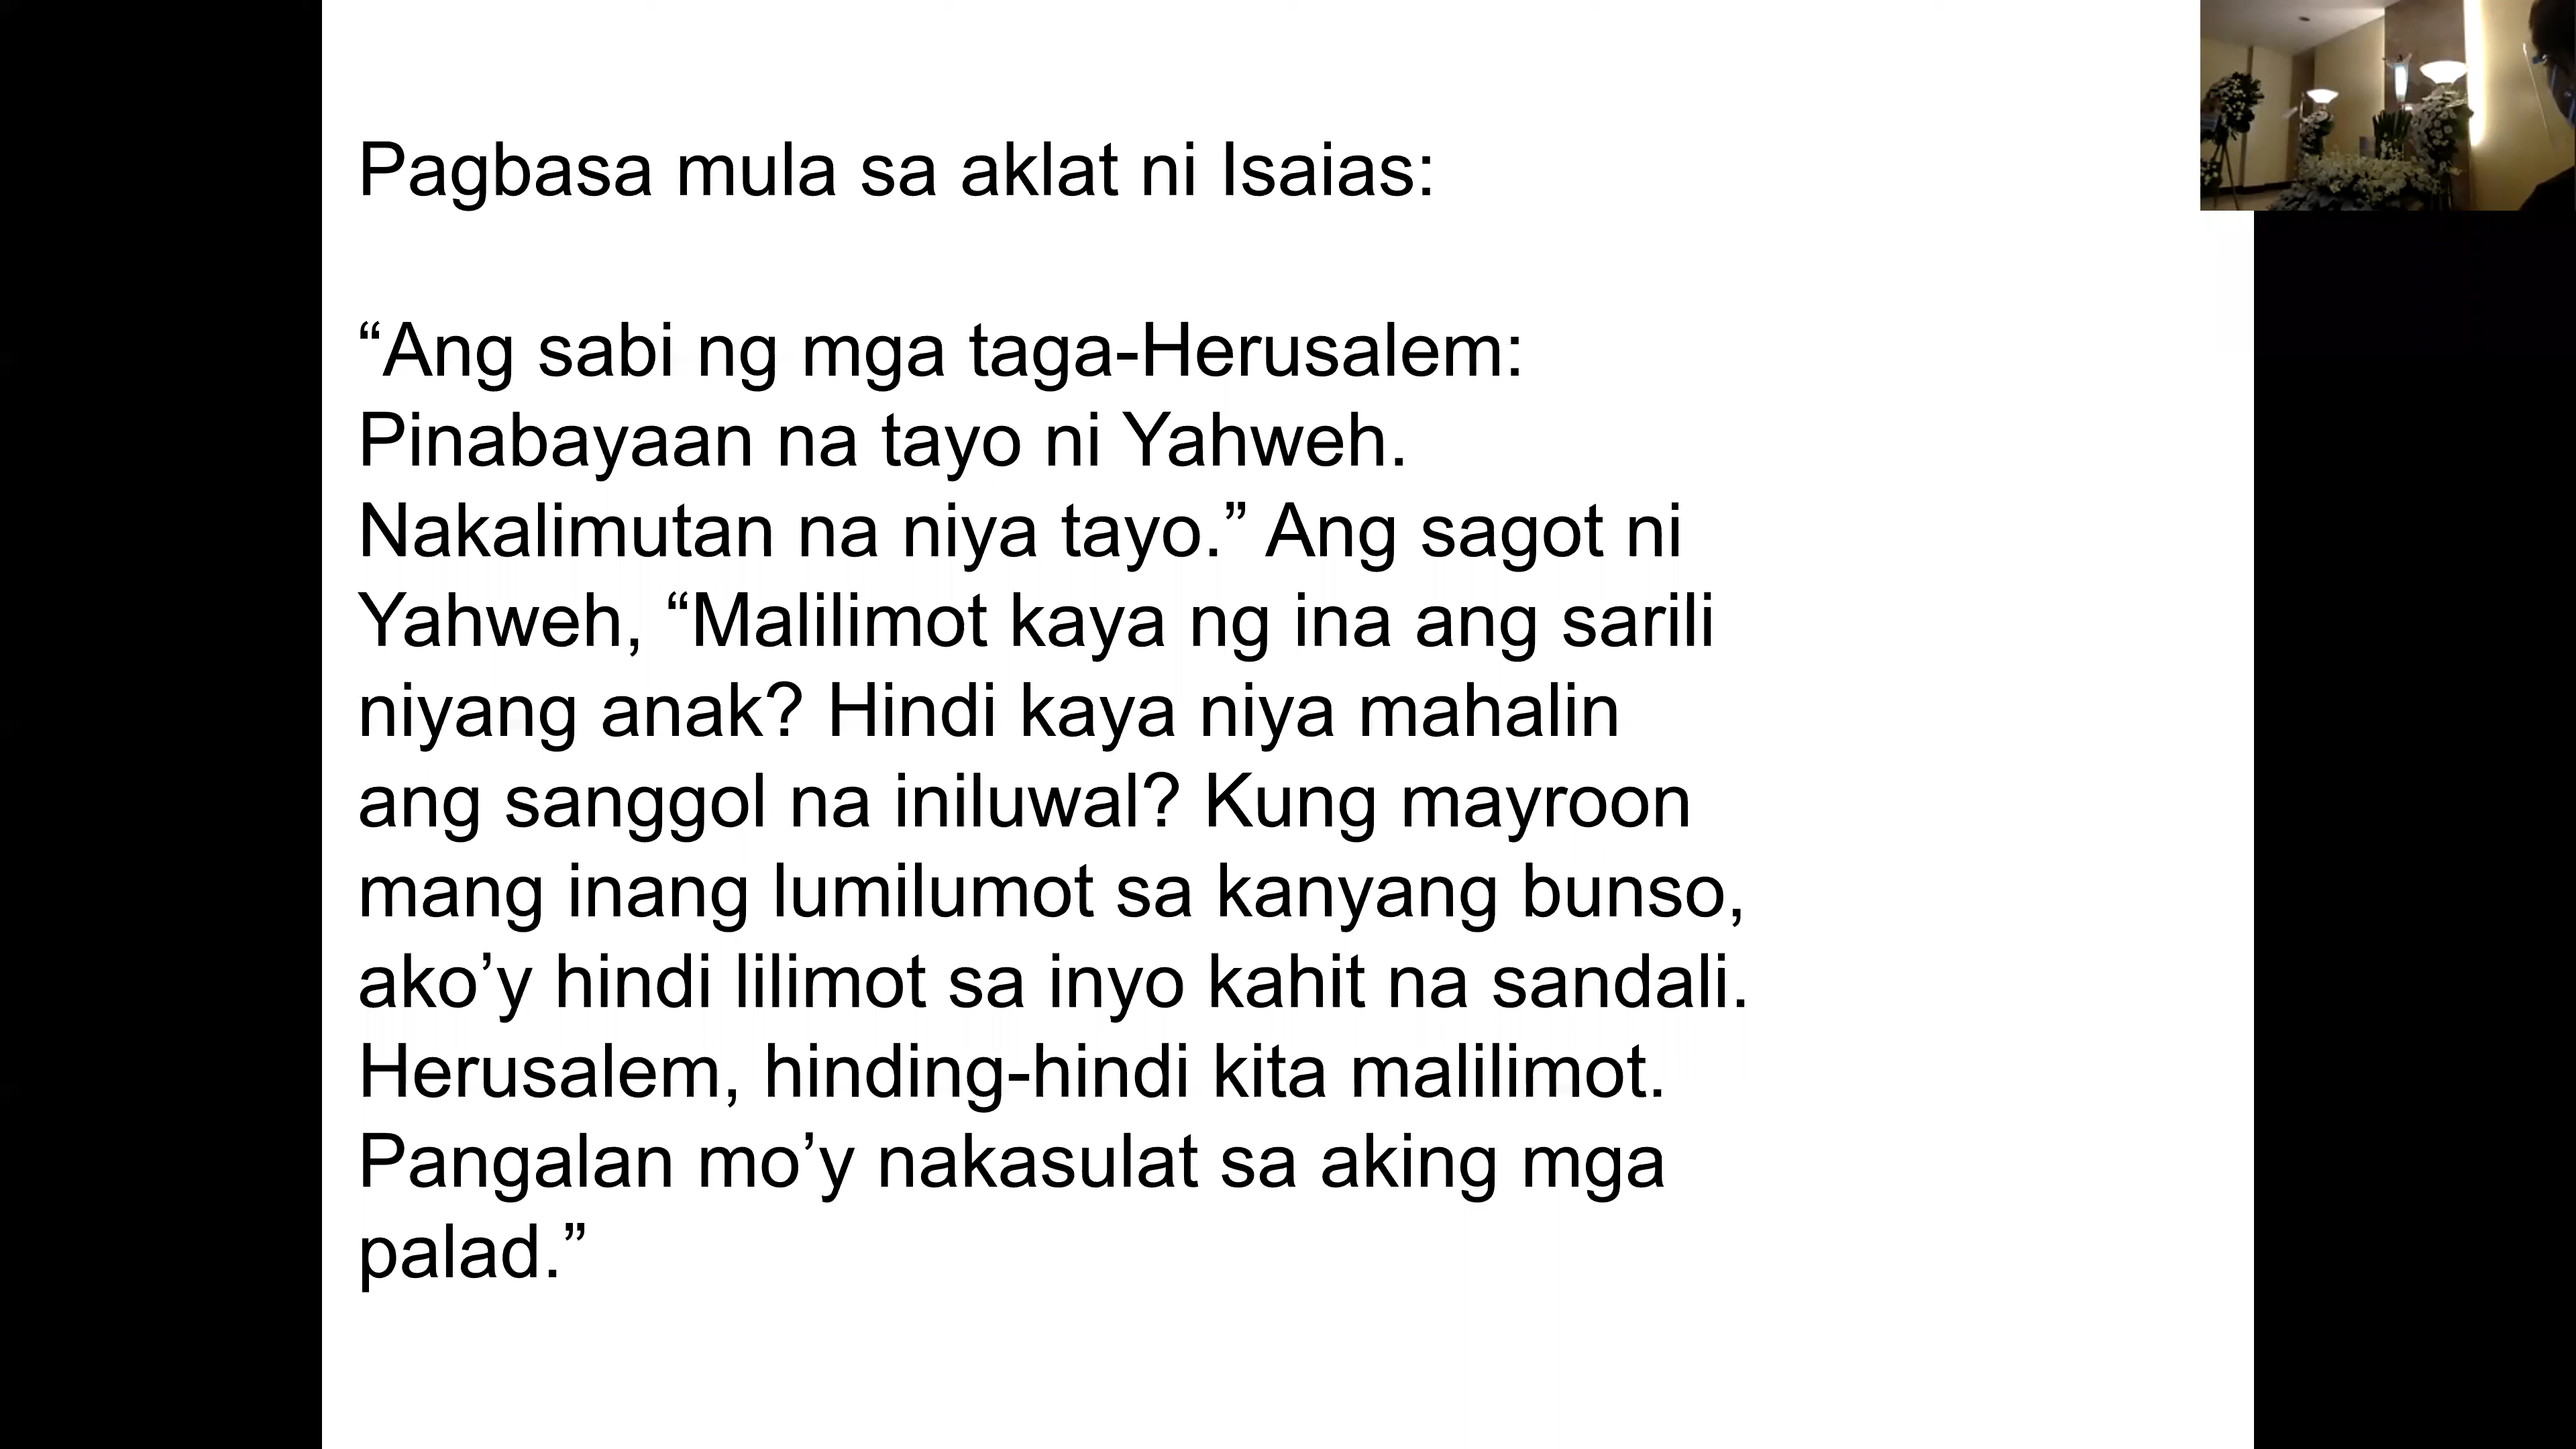 Pagbasa mula sa aklat ni Isaias:
“Ang sabi ng mga taga-Herusalem:
Pinabayaan na tayo ni Yahweh.
Nakalimutan na niya tayo.” Ang sagot ni
Yahweh, “Malilimot kaya ng ina ang sarili
niyang anak? Hindi kaya niya mahalin
ang sanggol na iniluwal? Kung mayroon
mang inang lumilumot sa kanyang bunso,
ako’y hindi lilimot sa inyo kahit na sandali.
Herusalem, hinding-hindi kita malilimot.
Pangalan mo’y nakasulat sa aking mga
palad.”